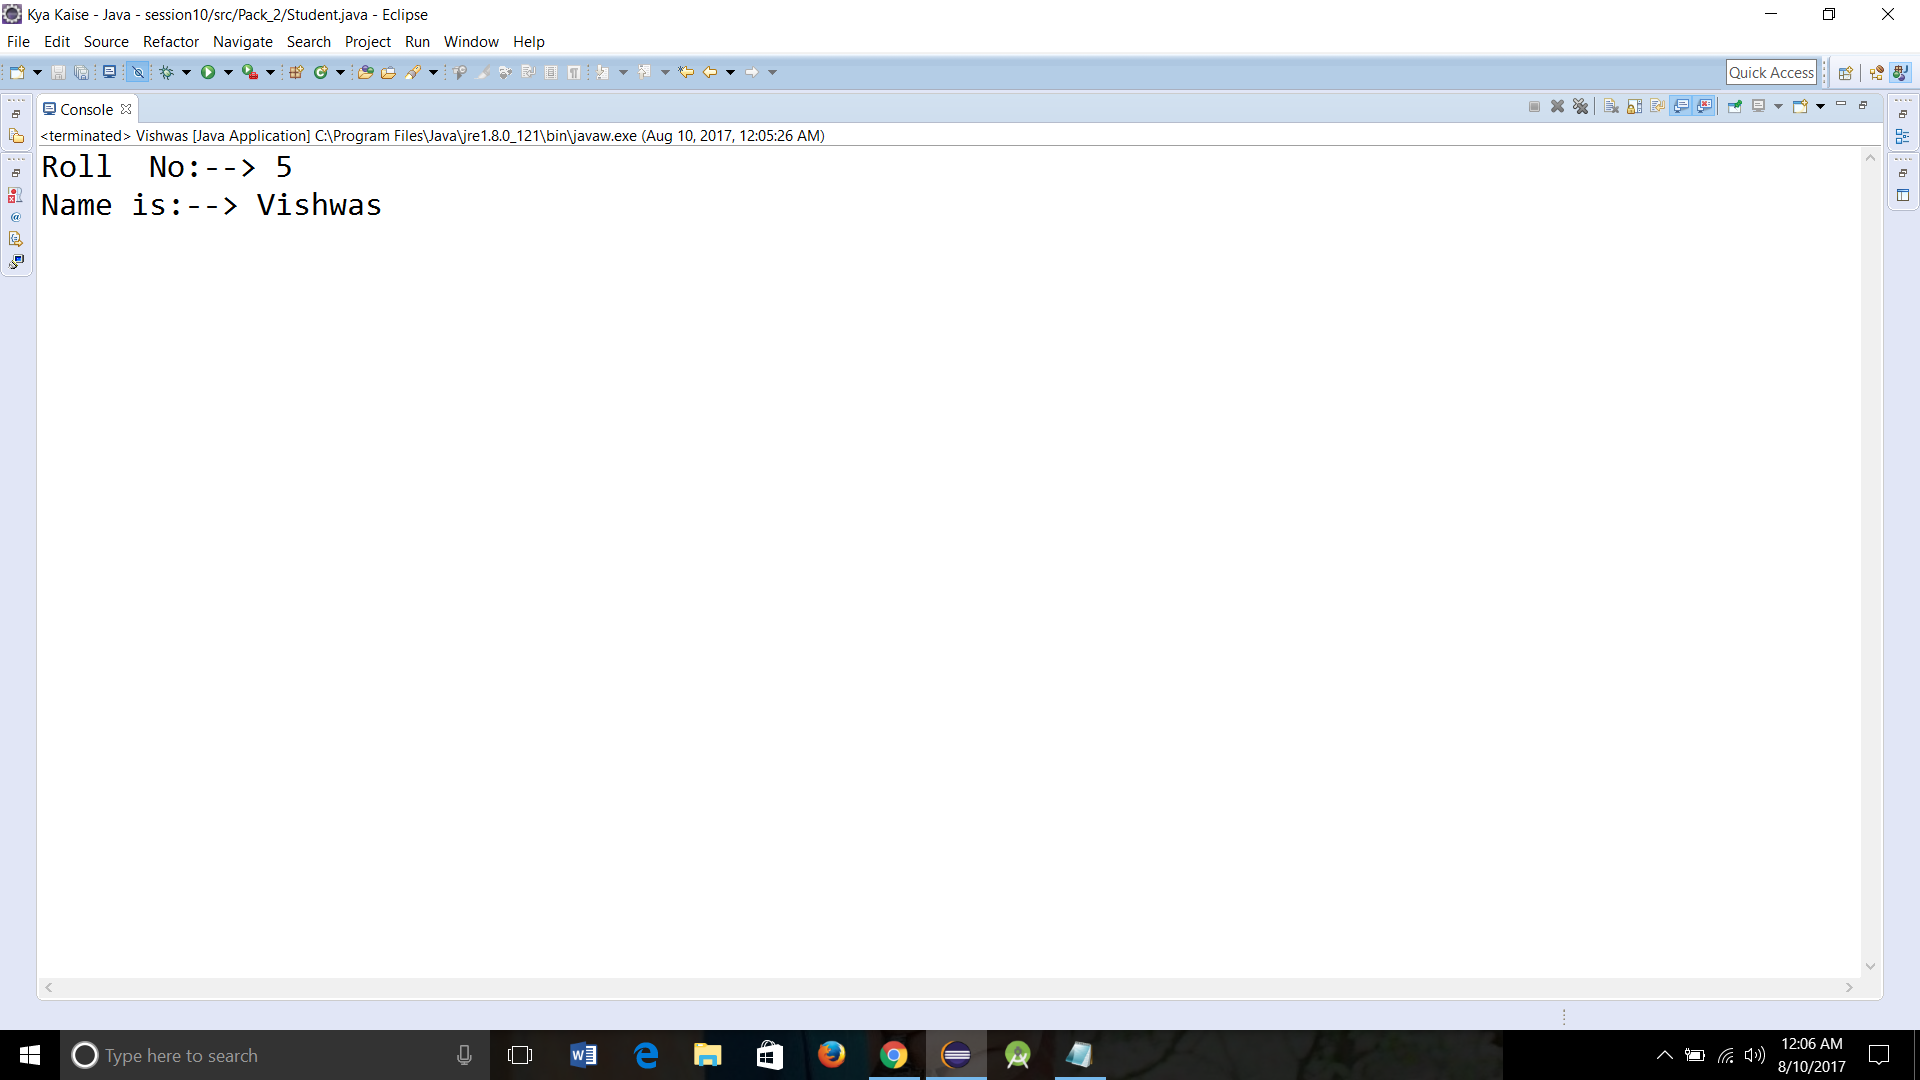 Kya Kaise - Java - session10/src/Pack_2/Student.java - Eclipse
File Edit Source Refactor Navigate Search Project Run Window Help
Quick Access
Console
<terminated> Vishwas [Java Application] C:\Program Files\Java\jre1.8.0_121\bin\javaw.exe (Aug 10, 2017, 12:05:26 AM)
Roll  No:--> 5
Name is:--> Vishwas
Type here to search
12:06 AM
8/10/2017